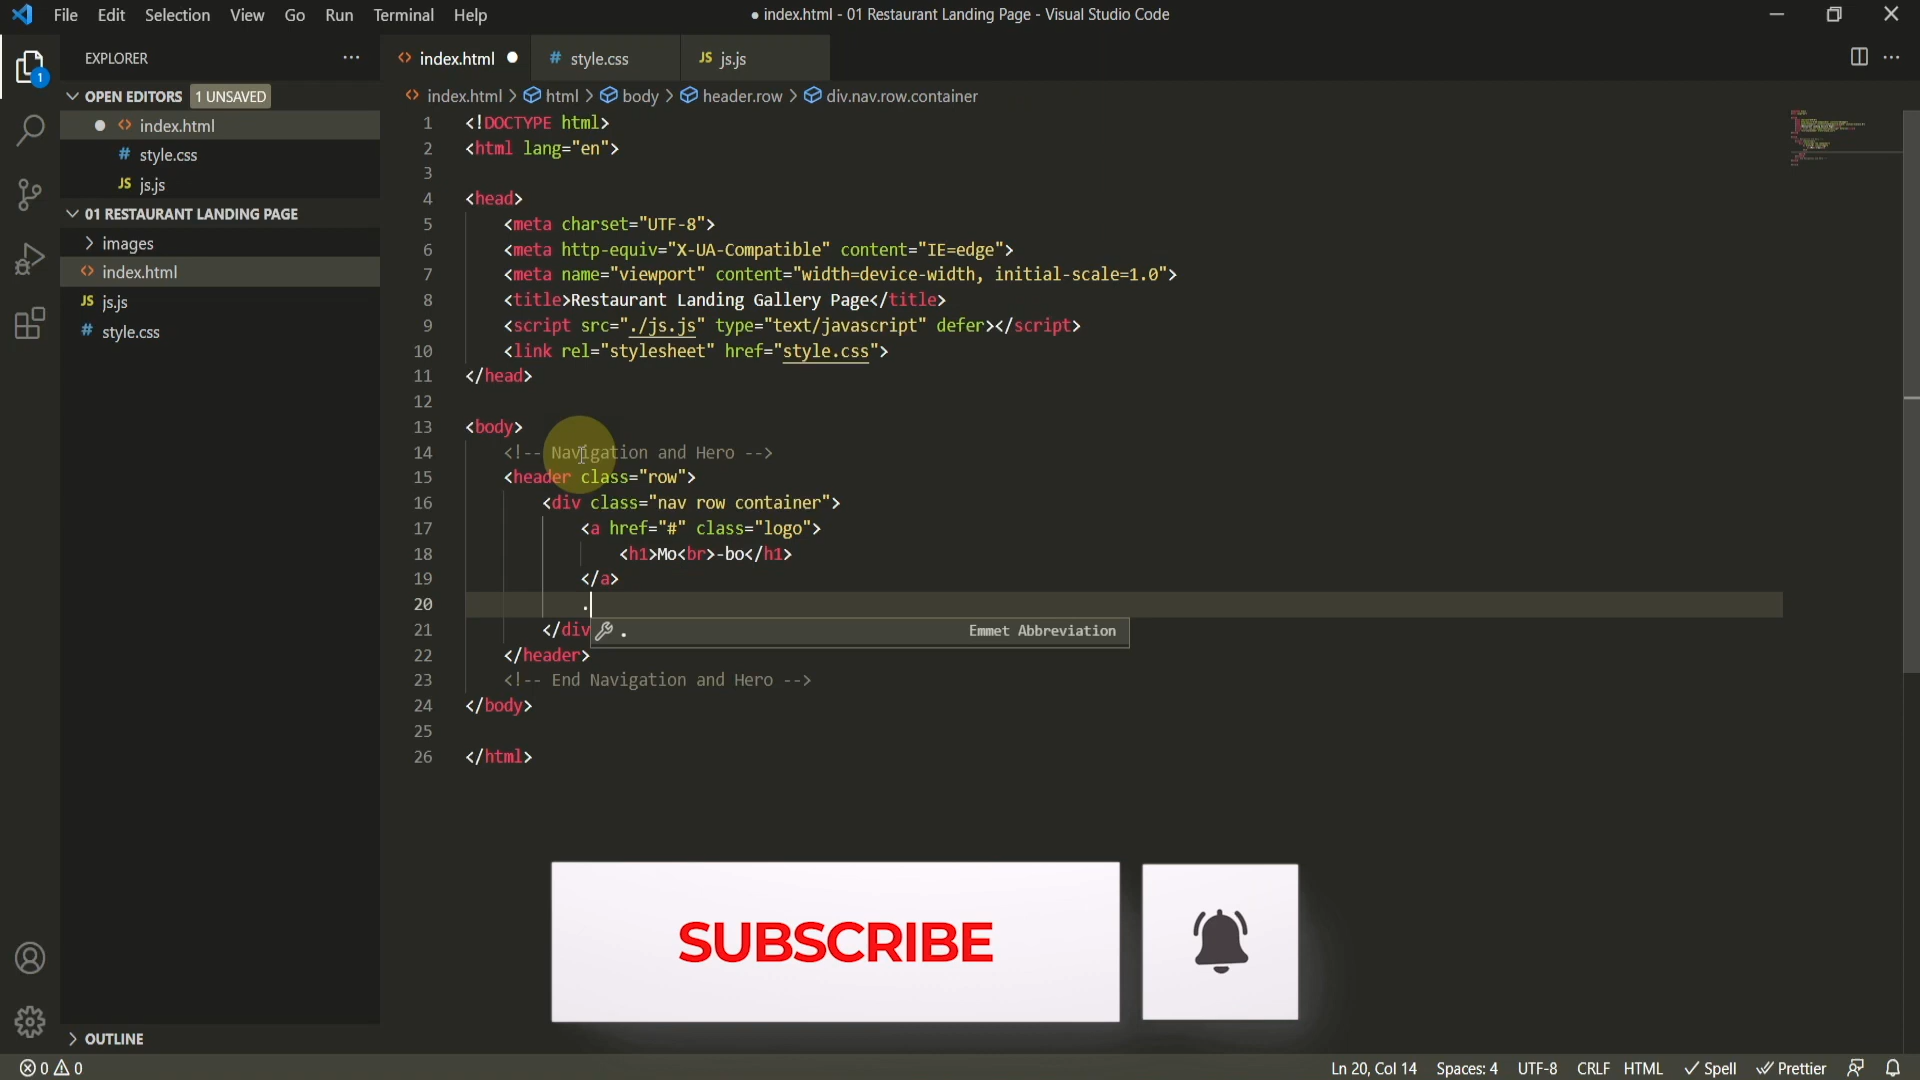 File Edit Selection View Go Run Terminal Help
● index.html - 01 Restaurant Landing Page - Visual Studio Code
EXPLORER
1
OPEN EDITORS 1 UNSAVED
index.html
# style.css
JS js.js
01 RESTAURANT LANDING PAGE
images
index.html
JS js.js
# style.css
OUTLINE
index.html # style.css JS js.js
index.html > html > body > header.row > div.nav.row.container
1 <!DOCTYPE html>
2 <html lang="en">
3
4 <head>
5 <meta charset="UTF-8">
6 <meta http-equiv="X-UA-Compatible" content="IE=edge">
7 <meta name="viewport" content="width=device-width, initial-scale=1.0">
8 <title>Restaurant Landing Gallery Page</title>
9 <script src="./js.js" type="text/javascript" defer></script>
10 <link rel="stylesheet" href="style.css">
11 </head>
12
13 <body>
14 <!-- Navigation and Hero -->
15 <header class="row">
16 <div class="nav row container">
17 <a href="#" class="logo">
18 <h1>Mo<br>-bo</h1>
19 </a>
20 .
21 </div
. Emmet Abbreviation
22 </header>
23 <!-- End Navigation and Hero -->
24 </body>
25
26 </html>
SUBSCRIBE
0 0
Ln 20, Col 14 Spaces: 4 UTF-8 CRLF HTML Spell Prettier